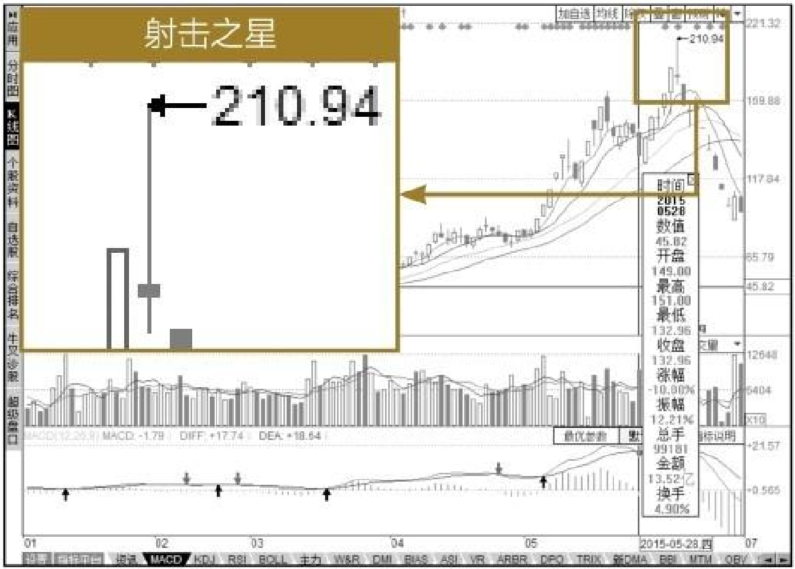 射击之星
210.94
应用
分时图
K线图
个股资料
自选股
综合排名
牛叉诊股
超级盘口
加自选 均线
221.32
210.94
169.88
117.84
65.79
45.82
时间
2015
0528
数值
45.82
开盘
149.00
最高
151.00
最低
132.96
收盘
132.96
涨幅
-10.00%
振幅
12.21%
总手
99181
金额
13.52亿
换手
4.90%
12648
6404
X10
MACD(12,26,9) MACD: -1.79 DIFF: +17.74 DEA: +18.64
最优参数
指标说明
+21.57
+0.565
01 02 03 04 05 2015-05-28,四 07
设置 指标平台 资讯 MACD KDJ RSI BOLL 主力 W&R DMI BIAS ASI VR ARBR DPO TRIX 新DMA BBI MTM OBV